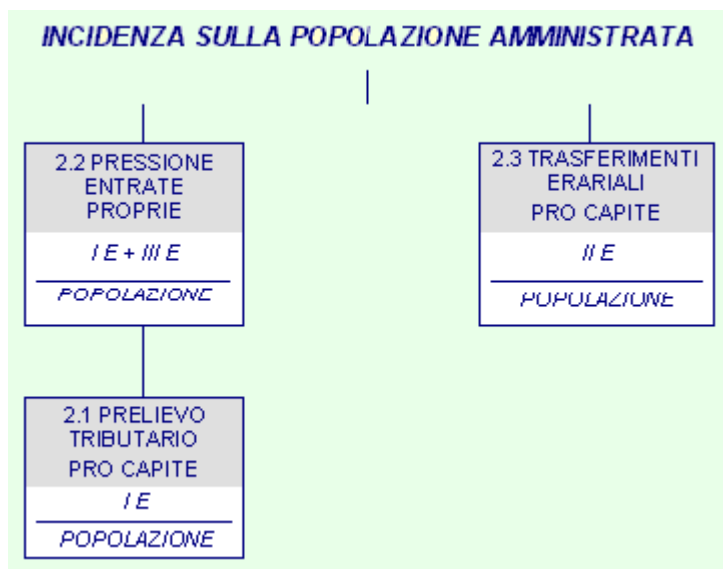 INCIDENZA SULLA POPOLAZIONE AMMINISTRATA
2.2 PRESSIONE
ENTRATE
PROPRIE
I E + III E
POPOLAZIONE
2.3 TRASFERIMENTI
ERARIALI
PRO CAPITE
II E
POPOLAZIONE
2.1 PRELIEVO
TRIBUTARIO
PRO CAPITE
I E
POPOLAZIONE